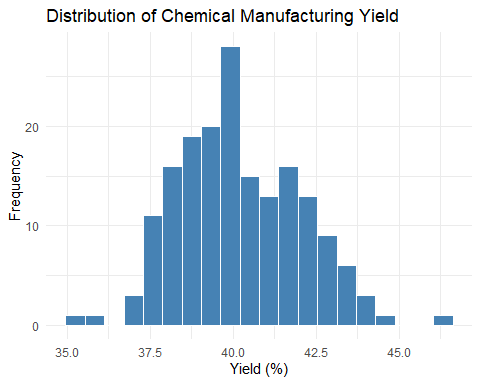 Distribution of Chemical Manufacturing Yield
Frequency
20
10
0
35.0 37.5 40.0 42.5 45.0
Yield (%)